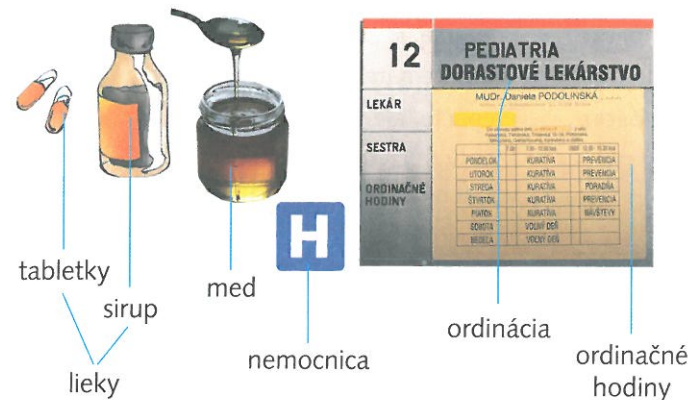 12
PEDIATRIA
DORASTOVÉ LEKÁRSTVO
LEKÁR
MUDr. Daniela PODOLINSKÁ
SESTRA
ORDINAČNÉ
HODINY
PONDELOK KURATÍVA PREVENCIA
UTOROK KURATÍVA PREVENCIA
STREDA KURATÍVA PORADŇA
ŠTVRTOK KURATÍVA PREVENCIA
PIATOK KURATÍVA NÁVŠTEVY
SOBOTA VOĽNÝ DEŇ
NEDEĽA VOĽNÝ DEŇ
H
tabletky
sirup
med
lieky
nemocnica
ordinácia
ordinačné
hodiny